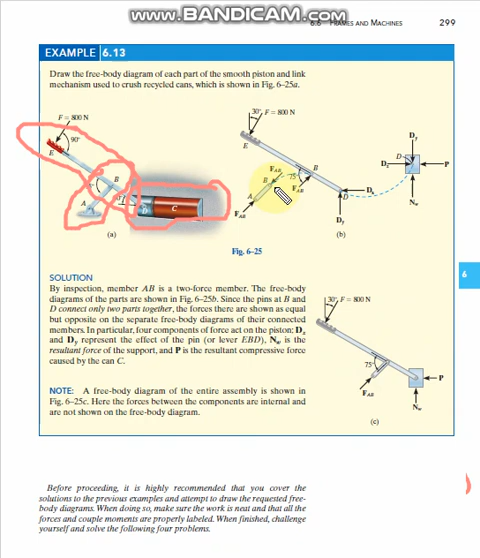 www.BANDICAM.com
6.6 FRAMES AND MACHINES 299
EXAMPLE 6.13
Draw the free-body diagram of each part of the smooth piston and link
mechanism used to crush recycled cans, which is shown in Fig. 6–25a.
F = 800 N
90°
E
B
A
D
C
(a)
30° F = 800 N
E
F_AB
B
75°
B
A
F_AB
F_AB
D_x
D
D_y
D_y
D
D_x
P
N_w
(b)
Fig. 6–25
SOLUTION
By inspection, member AB is a two-force member. The free-body
diagrams of the parts are shown in Fig. 6–25b. Since the pins at B and
D connect only two parts together, the forces there are shown as equal
but opposite on the separate free-body diagrams of their connected
members. In particular, four components of force act on the piston: D_x
and D_y represent the effect of the pin (or lever EBD), N_w is the
resultant force of the support, and P is the resultant compressive force
caused by the can C.
NOTE: A free-body diagram of the entire assembly is shown in
Fig. 6–25c. Here the forces between the components are internal and
are not shown on the free-body diagram.
30° F = 800 N
75°
F_AB
P
N_w
(c)
6
Before proceeding, it is highly recommended that you cover the
solutions to the previous examples and attempt to draw the requested free-
body diagrams. When doing so, make sure the work is neat and that all the
forces and couple moments are properly labeled. When finished, challenge
yourself and solve the following four problems.